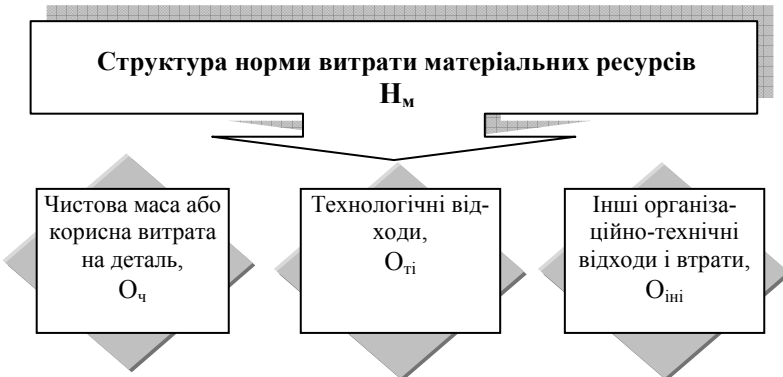 Структура норми витрати матеріальних ресурсів
Нм
Чистова маса або
корисна витрата
на деталь,
Оч
Технологічні від-
ходи,
Оті
Інші організа-
ційно-технічні
відходи і втрати,
Оіні